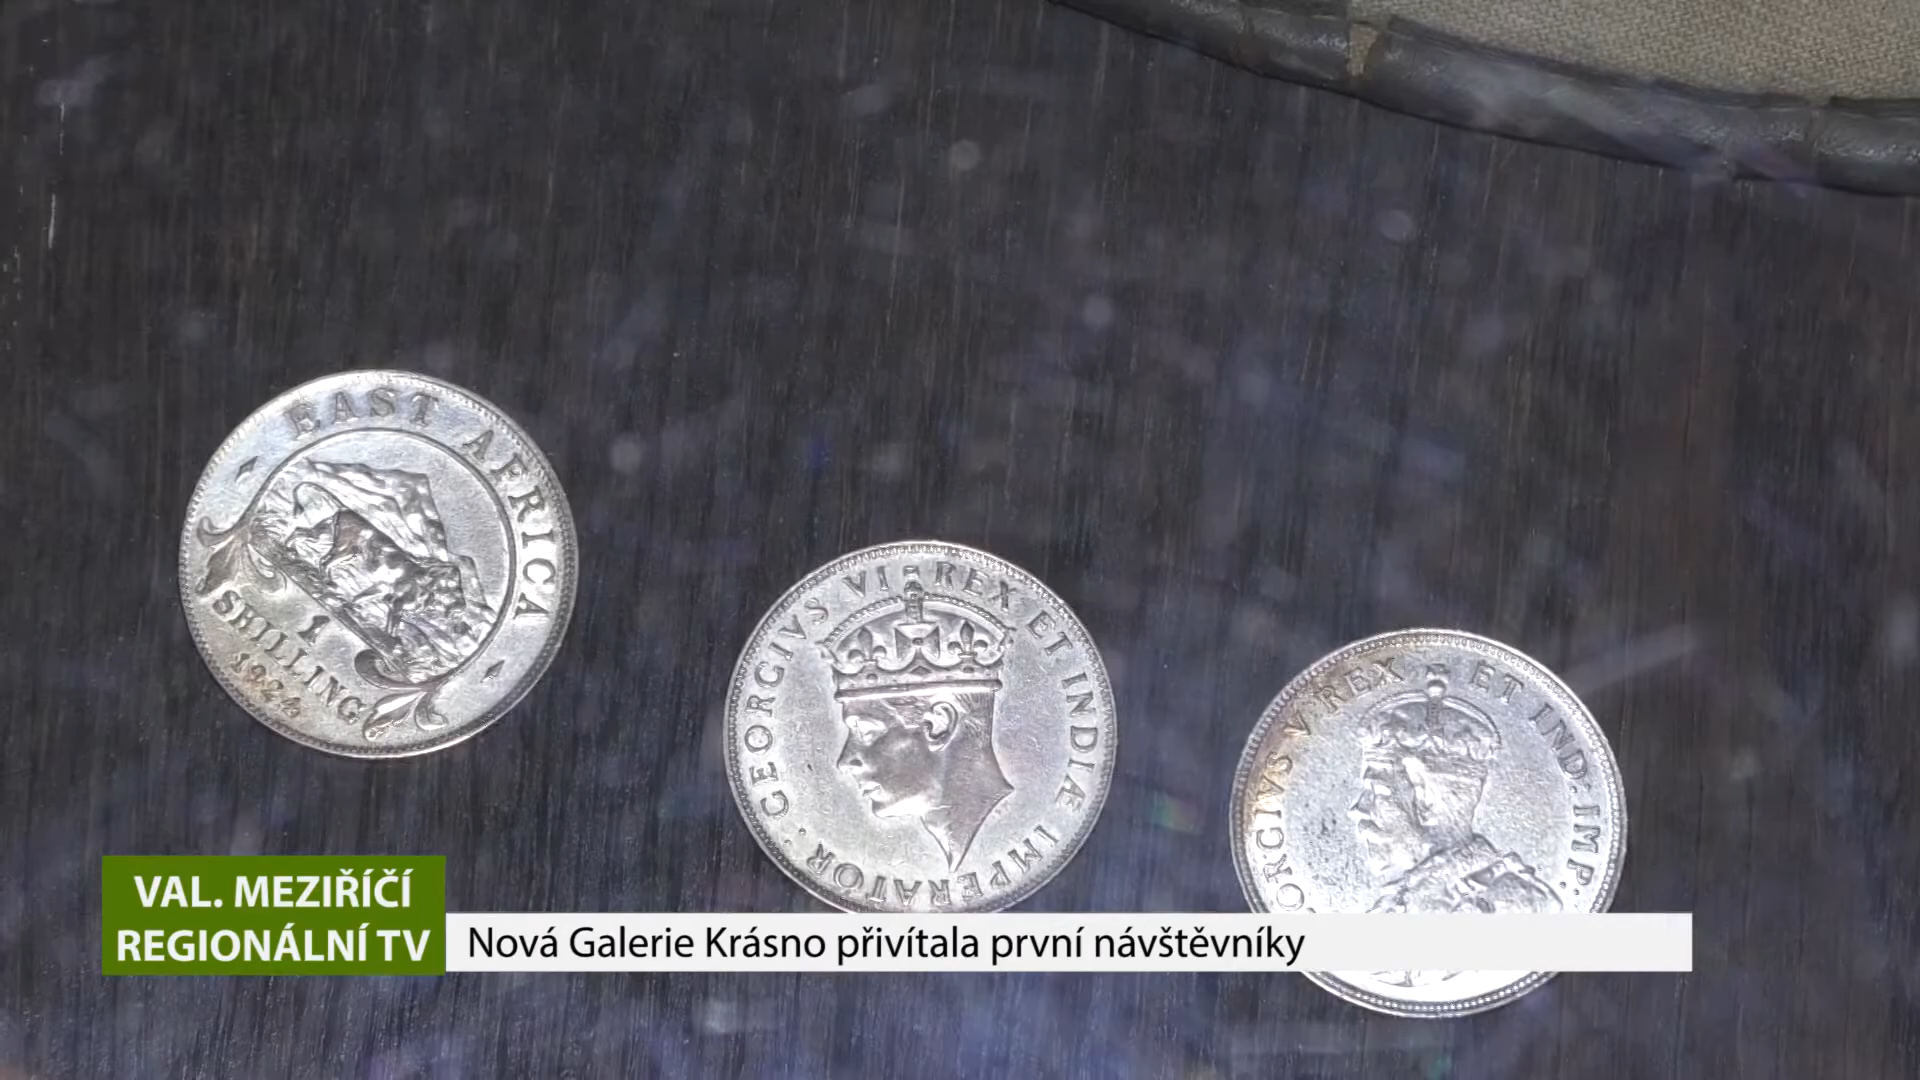 EAST AFRICA
1
SHILLING
1924
GEORGIVS VI REX ET INDIÆ IMPERATOR
GEORGIVS V REX ET IND: IMP:
VAL. MEZIŘÍČÍ
REGIONÁLNÍ TV
Nová Galerie Krásno přivítala první návštěvníky